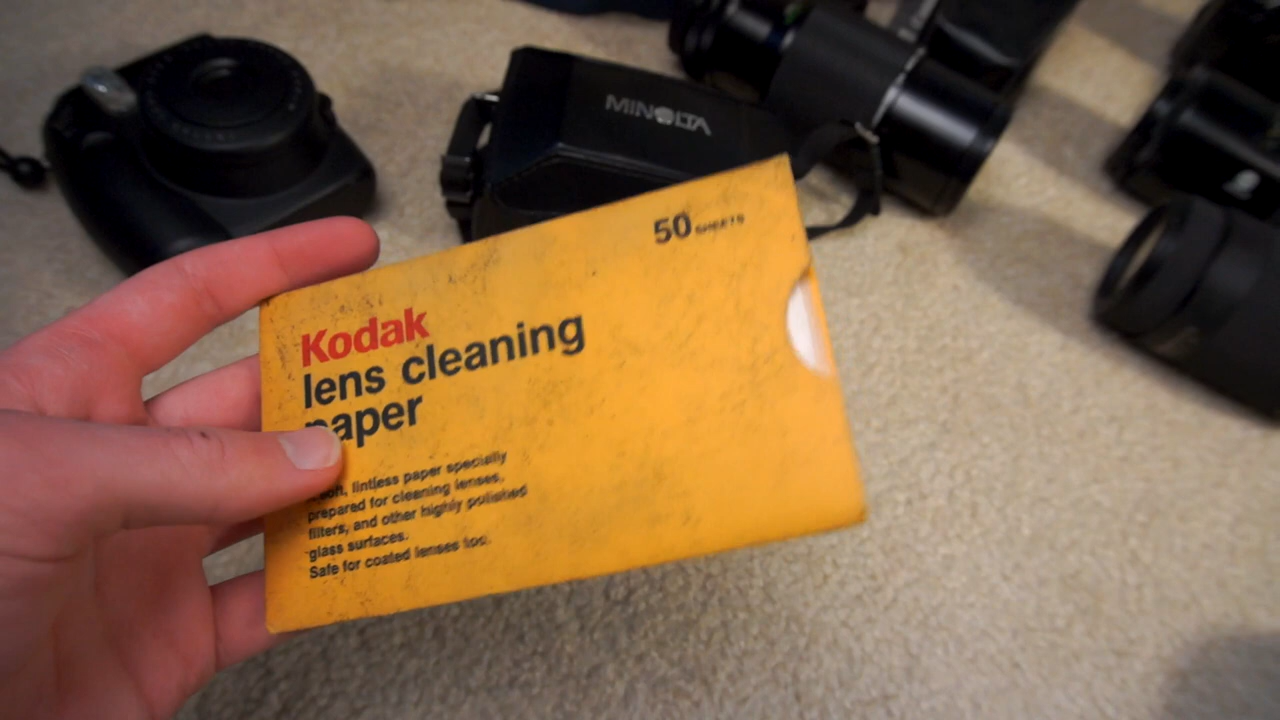 MINOLTA
50 SHEETS
Kodak
lens cleaning
paper
soft, lintless paper specially
prepared for cleaning lenses,
filters, and other highly polished
glass surfaces.
Safe for coated lenses too.